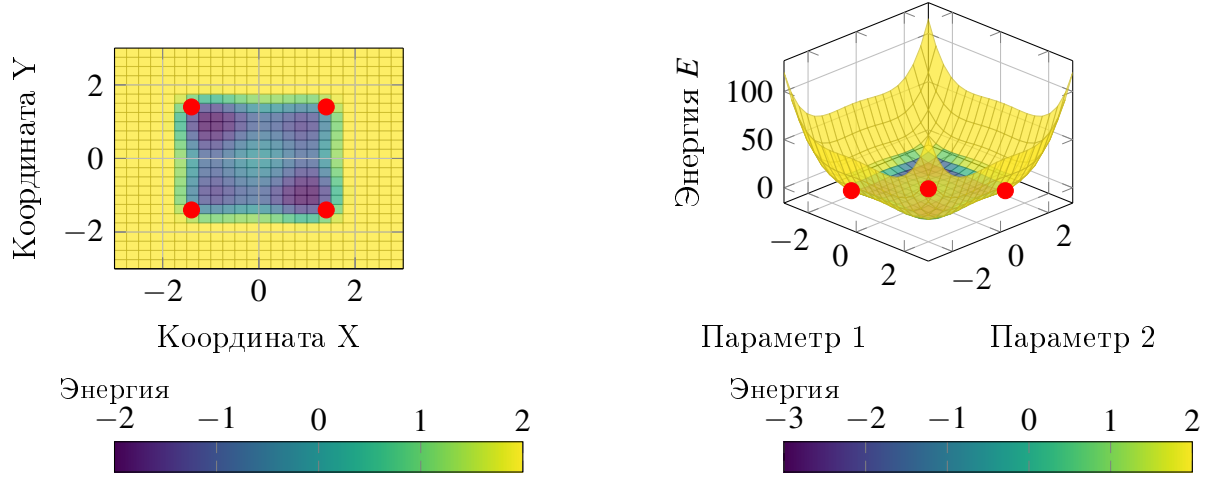 Координата Y
2
0
−2
−2 0 2
Координата X
Энергия
−2 −1 0 1 2
Энергия E
100
50
0
−2 0 2
−2 0 2
Параметр 1
Параметр 2
Энергия
−3 −2 −1 0 1 2